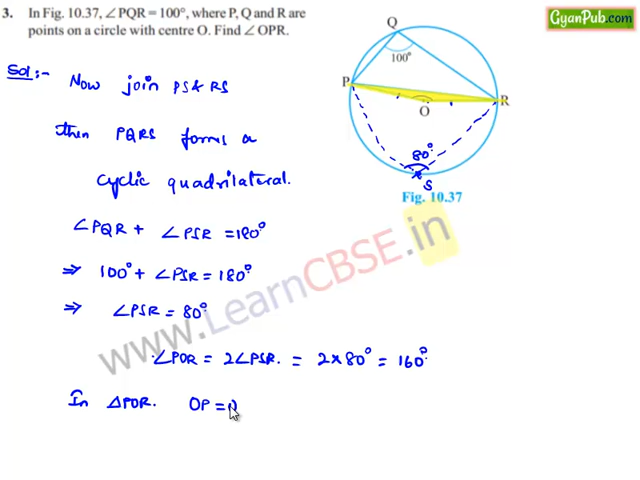 3. In Fig. 10.37, ∠PQR = 100°, where P, Q and R are
points on a circle with centre O. Find ∠OPR.
GyanPub.com
Q
100°
P
O
R
80°
S
Fig. 10.37
Sol:-
Now join PS & RS
then PQRS forms a
cyclic quadrilateral.
∠PQR + ∠PSR = 180°
⇒ 100° + ∠PSR = 180°
⇒ ∠PSR = 80°
∠POR = 2∠PSR. = 2×80° = 160°
In △POR. OP =
www.LearnCBSE.in